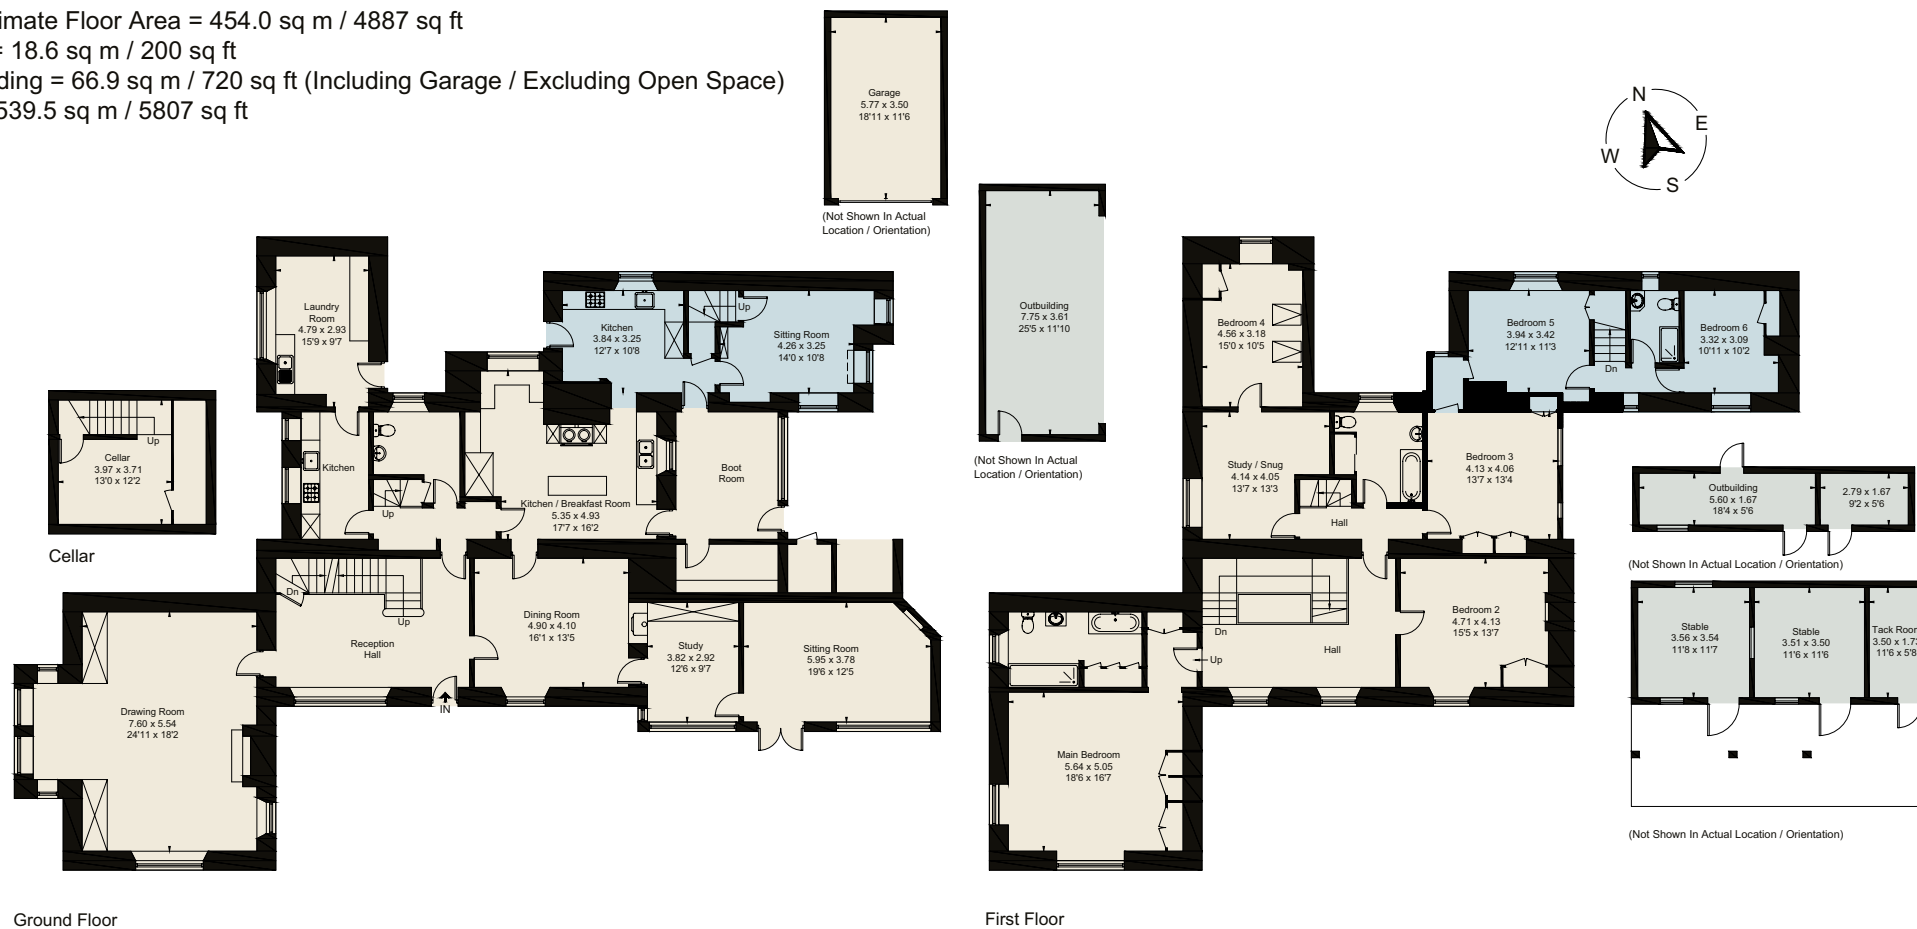 imate Floor Area = 454.0 sq m / 4887 sq ft
= 18.6 sq m / 200 sq ft
ding = 66.9 sq m / 720 sq ft (Including Garage / Excluding Open Space)
539.5 sq m / 5807 sq ft
Garage
5.77 x 3.50
18'11 x 11'6
(Not Shown In Actual
Location / Orientation)
N
E
W
S
Outbuilding
7.75 x 3.61
25'5 x 11'10
(Not Shown In Actual
Location / Orientation)
Laundry
Room
4.79 x 2.93
15'9 x 9'7
Kitchen
3.84 x 3.25
12'7 x 10'8
Up
Sitting Room
4.26 x 3.25
14'0 x 10'8
Up
Cellar
3.97 x 3.71
13'0 x 12'2
Cellar
Kitchen
Up
Kitchen / Breakfast Room
5.35 x 4.93
17'7 x 16'2
Boot
Room
Dn
Up
Reception
Hall
Dining Room
4.90 x 4.10
16'1 x 13'5
Study
3.82 x 2.92
12'6 x 9'7
Sitting Room
5.95 x 3.78
19'6 x 12'5
IN
Drawing Room
7.60 x 5.54
24'11 x 18'2
Ground Floor
Bedroom 4
4.56 x 3.18
15'0 x 10'5
Bedroom 5
3.94 x 3.42
12'11 x 11'3
Dn
Bedroom 6
3.32 x 3.09
10'11 x 10'2
Study / Snug
4.14 x 4.05
13'7 x 13'3
Hall
Bedroom 3
4.13 x 4.06
13'7 x 13'4
Bedroom 2
4.71 x 4.13
15'5 x 13'7
Dn
Up
Hall
Main Bedroom
5.64 x 5.05
18'6 x 16'7
First Floor
Outbuilding
5.60 x 1.67
18'4 x 5'6
2.79 x 1.67
9'2 x 5'6
(Not Shown In Actual Location / Orientation)
Stable
3.56 x 3.54
11'8 x 11'7
Stable
3.51 x 3.50
11'6 x 11'6
Tack Room
3.50 x 1.73
11'6 x 5'8
(Not Shown In Actual Location / Orientation)